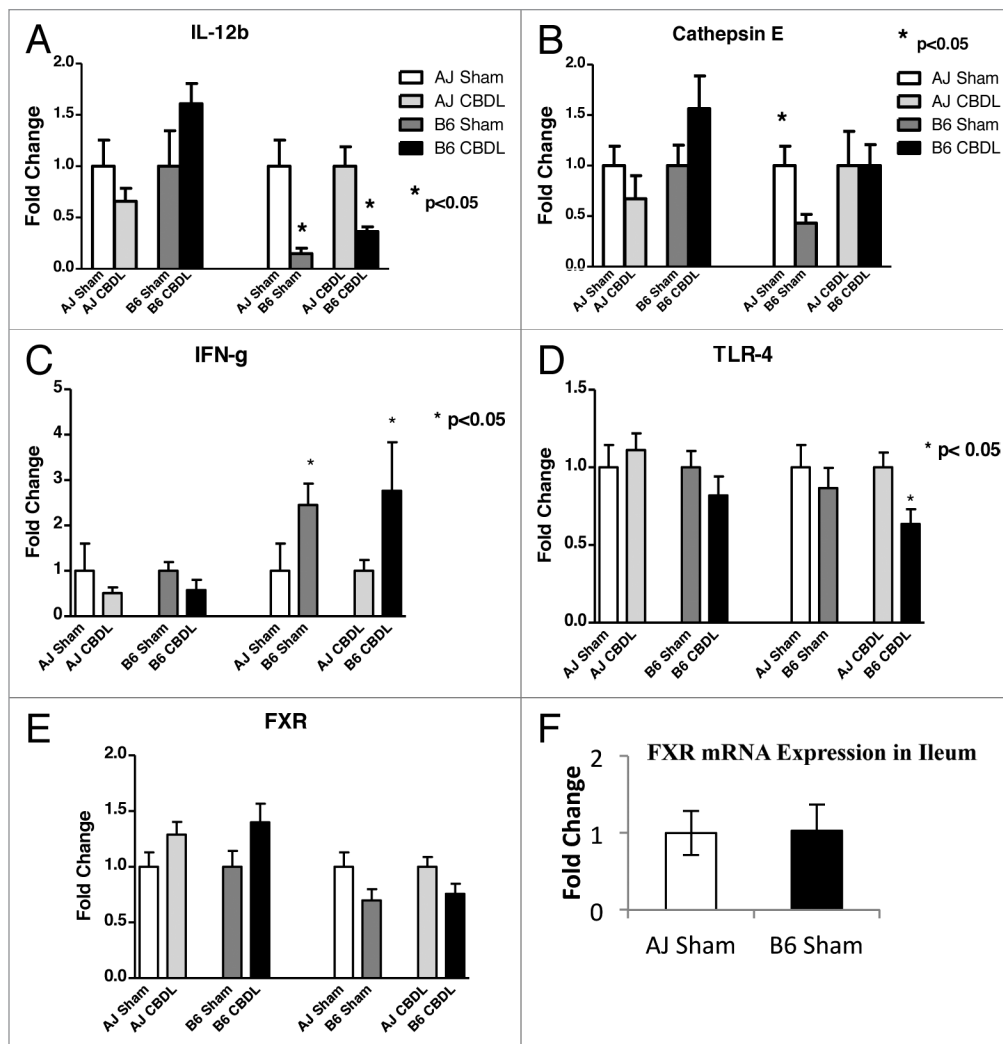 A
IL-12b
Fold Change
2.0
1.5
1.0
0.5
0.0
*
*
AJ Sham
AJ CBDL
B6 Sham
B6 CBDL
AJ Sham
B6 Sham
AJ CBDL
B6 CBDL
AJ Sham
AJ CBDL
B6 Sham
B6 CBDL
* p<0.05
B
Cathepsin E
* p<0.05
Fold Change
2.0
1.5
1.0
0.5
0.0
*
AJ Sham
AJ CBDL
B6 Sham
B6 CBDL
AJ Sham
B6 Sham
AJ CBDL
B6 CBDL
AJ Sham
AJ CBDL
B6 Sham
B6 CBDL
C
IFN-g
Fold Change
5
4
3
2
1
0
*
*
* p<0.05
AJ Sham
AJ CBDL
B6 Sham
B6 CBDL
AJ Sham
B6 Sham
AJ CBDL
B6 CBDL
D
TLR-4
Fold Change
1.5
1.0
0.5
0.0
*
* p< 0.05
AJ Sham
AJ CBDL
B6 Sham
B6 CBDL
AJ Sham
B6 Sham
AJ CBDL
B6 CBDL
E
FXR
Fold Change
2.0
1.5
1.0
0.5
0.0
AJ Sham
AJ CBDL
B6 Sham
B6 CBDL
AJ Sham
B6 Sham
AJ CBDL
B6 CBDL
F
FXR mRNA Expression in Ileum
Fold Change
2
1
0
AJ Sham
B6 Sham